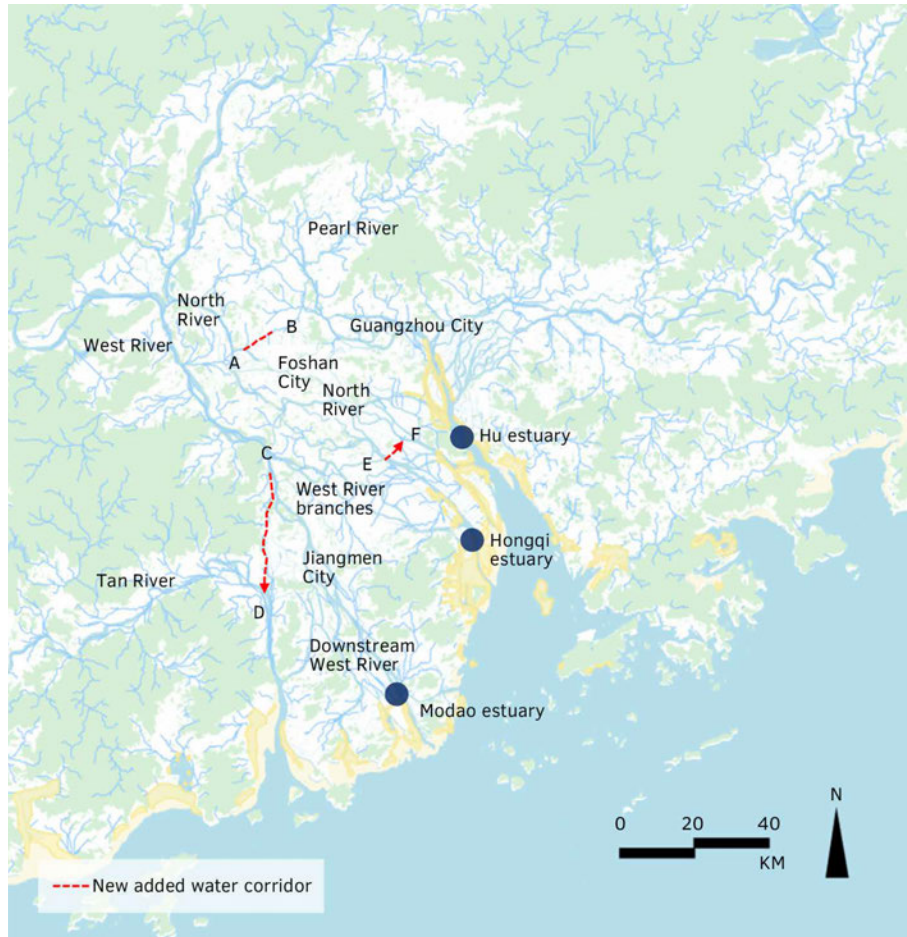 Pearl River
North
River
B
Guangzhou City
West River
A
Foshan
City
North
River
F
Hu estuary
C
E
West River
branches
Hongqi
estuary
Jiangmen
City
Tan River
D
Downstream
West River
Modao estuary
N
0 20 40
KM
New added water corridor